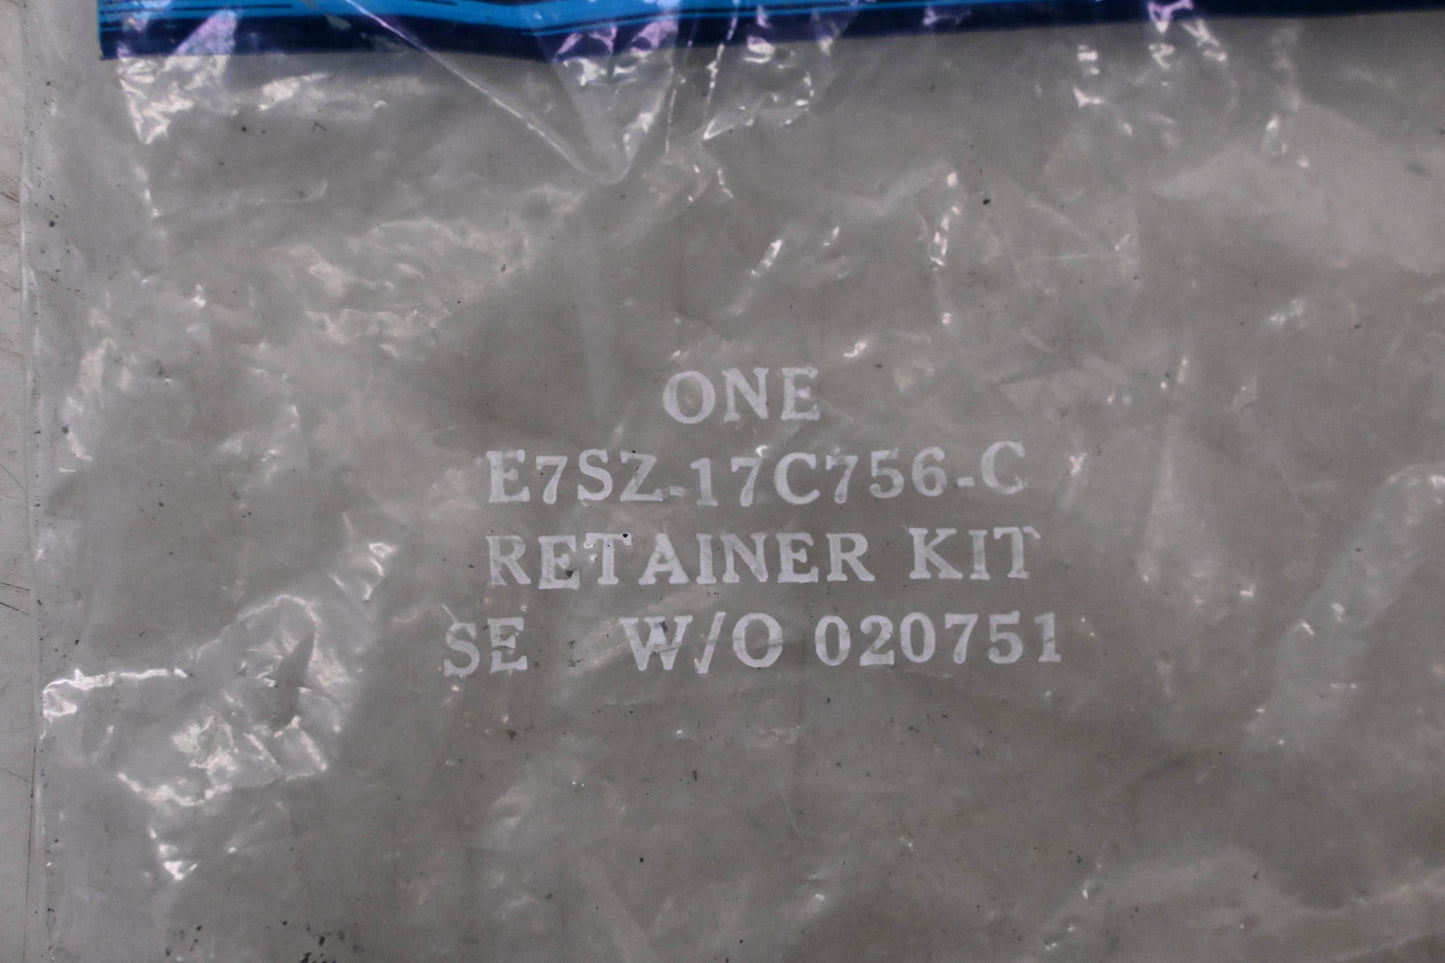 ONE
E7SZ-17C756-C
RETAINER KIT
SE W/O 020751